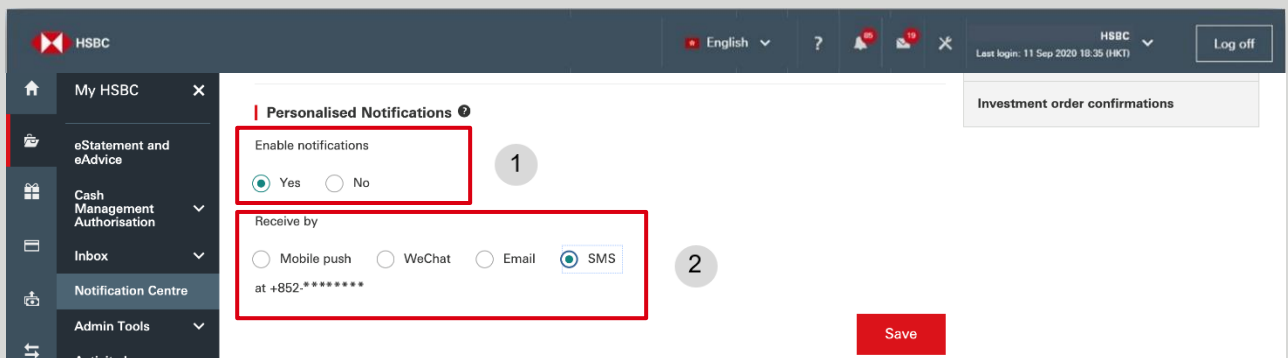 HSBC
English
?
85
19
HSBC
Last login: 11 Sep 2020 18:35 (HKT)
Log off
My HSBC
eStatement and
eAdvice
Cash
Management
Authorisation
Inbox
Notification Centre
Admin Tools
Personalised Notifications ?
Enable notifications
Yes No
1
Receive by
Mobile push WeChat Email SMS
at +852-********
2
Save
Investment order confirmations